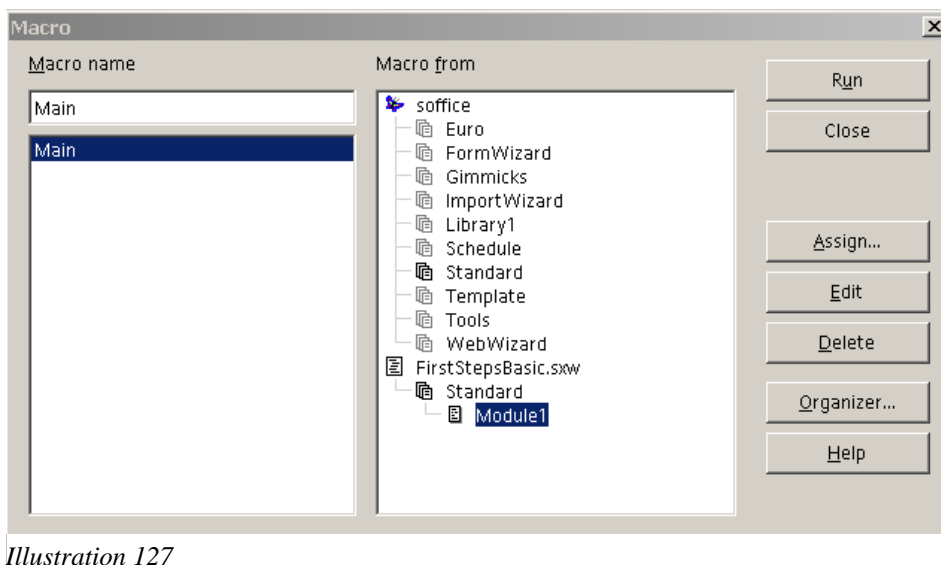 Macro
Macro name
Main
Main
Macro from
soffice
Euro
FormWizard
Gimmicks
ImportWizard
Library1
Schedule
Standard
Template
Tools
WebWizard
FirstStepsBasic.sxw
Standard
Module1
Run
Close
Assign...
Edit
Delete
Organizer...
Help
Illustration 127